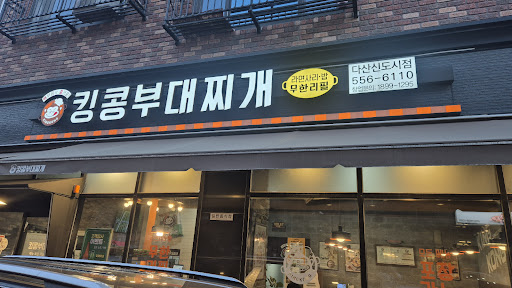 킹콩부대찌개
라면사리·밥
무한리필
다산신도시점
556-6110
창업문의:1899-1295
킹콩부대찌개